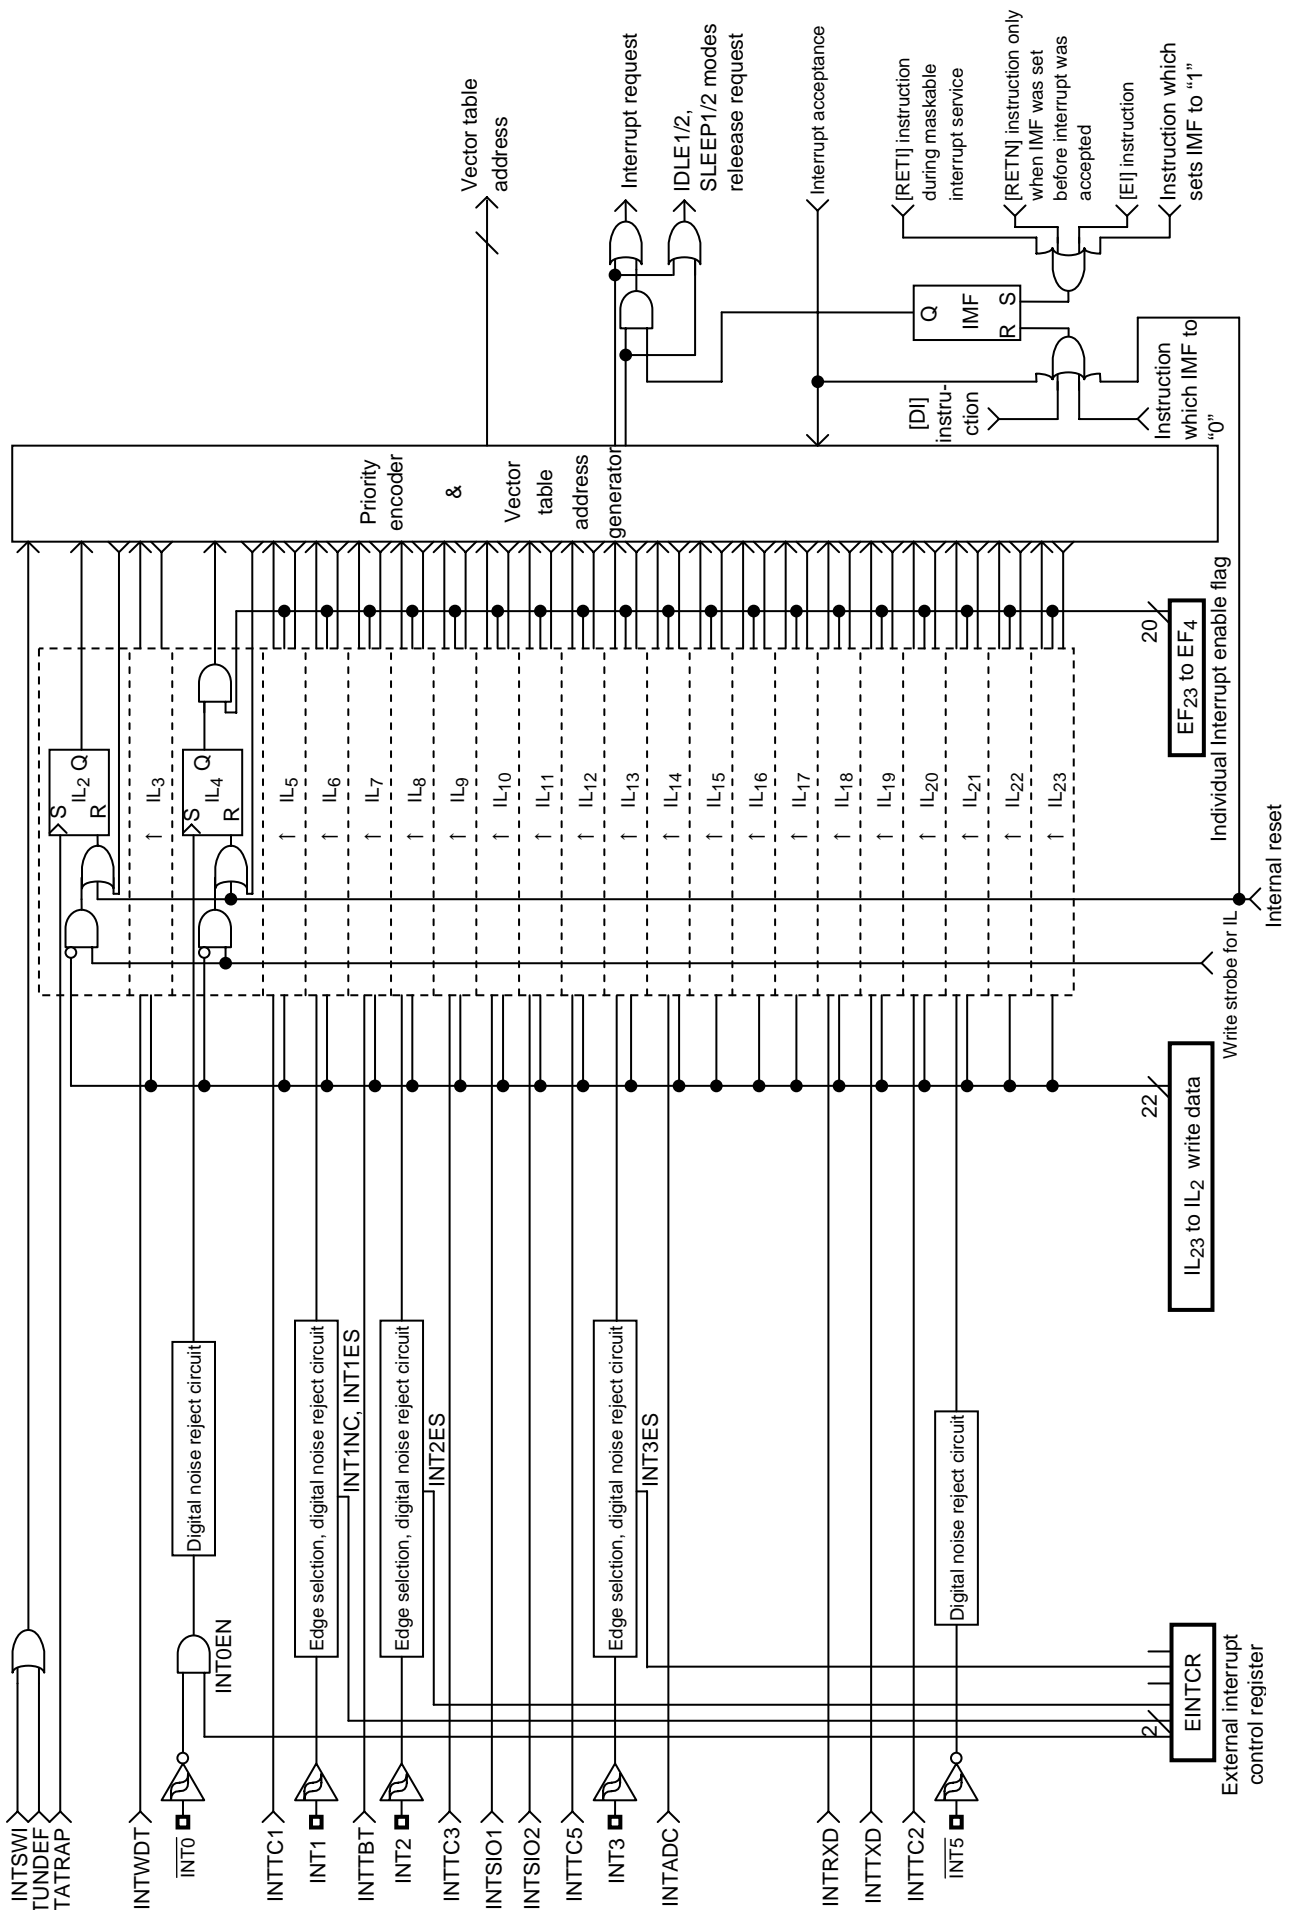 INTSWI
TUNDEF
TATRAP
INTWDT
INT0
INTTC1
INT1
INTTBT
INT2
INTTC3
INTSIO1
INTSIO2
INTTC5
INT3
INTADC
INTRXD
INTTXD
INTTC2
INT5
INT0EN
Digital noise reject circuit
Edge selction, digital noise reject circuit
INT1NC, INT1ES
Edge selction, digital noise reject circuit
INT2ES
Edge selction, digital noise reject circuit
INT3ES
Digital noise reject circuit
2
EINTCR
External interrupt
control register
22
IL23 to IL2 write data
Write strobe for IL
Internal reset
S
IL2
Q
R
↑ IL3
S
IL4
Q
R
↑ IL5
↑ IL6
↑ IL7
↑ IL8
↑ IL9
↑ IL10
↑ IL11
↑ IL12
↑ IL13
↑ IL14
↑ IL15
↑ IL16
↑ IL17
↑ IL18
↑ IL19
↑ IL20
↑ IL21
↑ IL22
↑ IL23
20
EF23 to EF4
Individual Interrupt enable flag
Priority
encoder
&
Vector
table
address
generator
Vector table
address
Interrupt request
IDLE1/2,
SLEEP1/2 modes
releease request
Interrupt acceptance
Q
IMF
R
S
[DI]
instru-
ction
Instruction
which IMF to
“0”
[RETI] instruction
during maskable
interrupt service
[RETN] instruction only
when IMF was set
before interrupt was
accepted
[EI] instruction
Instruction which
sets IMF to “1”